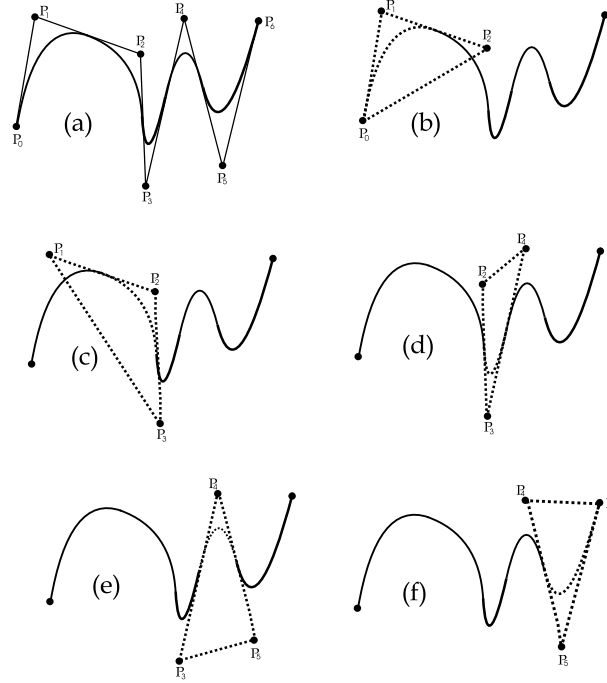 P₁
P₄
P₆
P₂
(a)
P₀
P₅
P₃
P₁
P₂
(b)
P₀
P₁
P₂
(c)
P₃
P₄
P₂
(d)
P₃
P₄
(e)
P₅
P₃
P₄
(f)
P₅